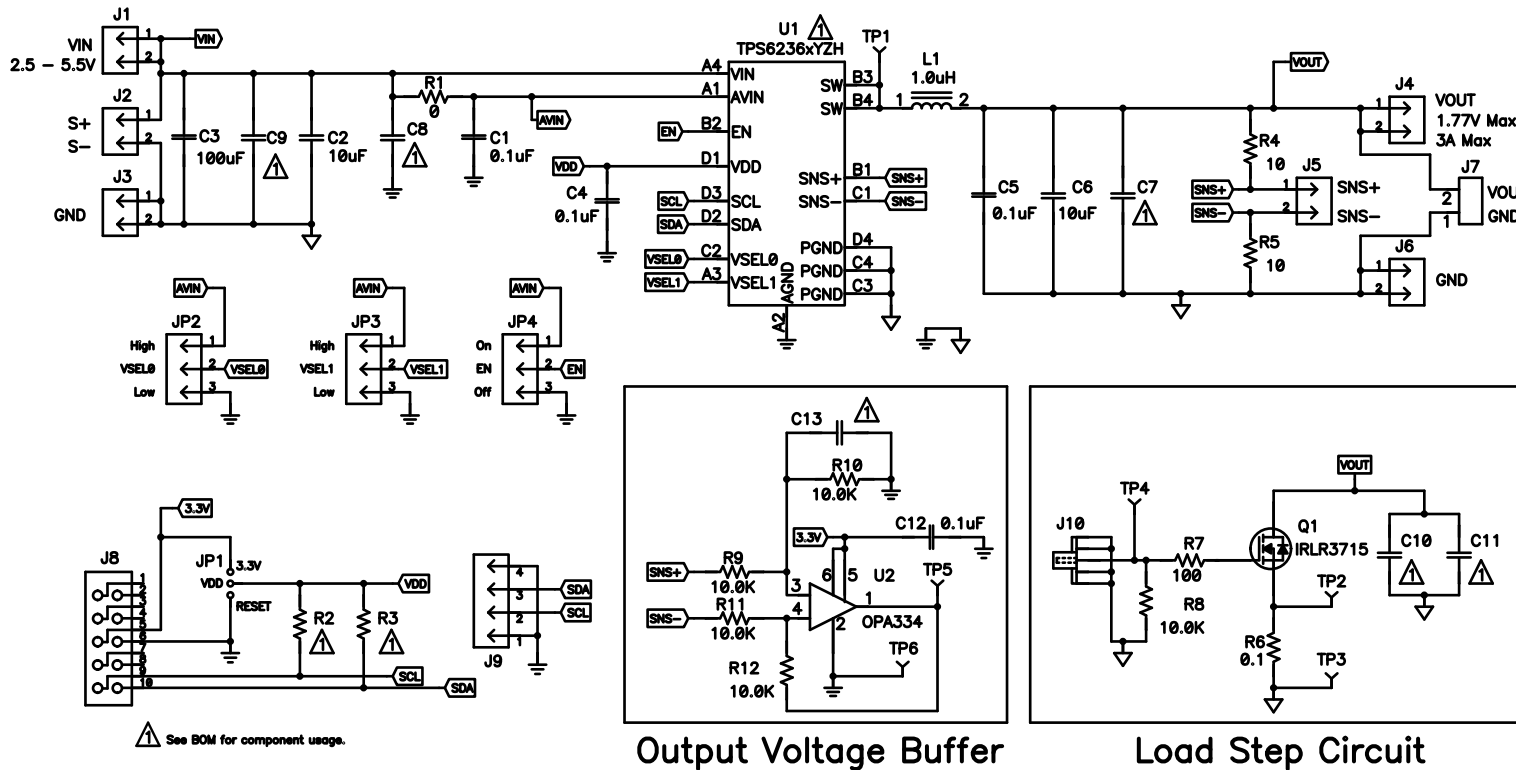 J1
VIN
2.5 - 5.5V
1
2
VIN
J2
S+
S-
1
2
J3
GND
1
2
C3
100uF
C9
1
C2
10uF
C8
1
R1
0
C1
0.1uF
AVIN
EN
VDD
C4
0.1uF
SCL
SDA
VSEL0
VSEL1
U1
1
TPS6236xYZH
A4 VIN
A1 AVIN
B2 EN
D1 VDD
D3 SCL
D2 SDA
C2 VSEL0
A3 VSEL1
AGND
A2
SW B3
SW B4
SNS+ B1 SNS+
SNS- C1 SNS-
PGND D4
PGND C4
PGND C3
TP1
L1
1.0uH
1 2
C5
0.1uF
C6
10uF
C7
1
VOUT
R4
10
SNS+
SNS-
R5
10
J5
1 SNS+
2 SNS-
J4
1
2
VOUT
1.77V Max
3A Max
J7
2
1
VOU
GND
J6
1
2
GND
AVIN
JP2
High 1
VSEL0 2 VSEL0
Low 3
AVIN
JP3
High 1
VSEL1 2 VSEL1
Low 3
AVIN
JP4
On 1
EN 2 EN
Off 3
3.3V
J8
1
2
3
4
5
6
7
8
9
10
JP1
3.3V
VDD
RESET
VDD
R2
1
R3
1
SCL
SDA
J9
4
3
2
1
SDA
SCL
1 See BOM for component usage.
C13
1
R10
10.0K
C12 0.1uF
3.3V
SNS+
R9
10.0K
SNS-
R11
10.0K
6 5
3
4
2
1
U2
OPA334
TP5
TP6
R12
10.0K
Output Voltage Buffer
VOUT
TP4
J10
R7
100
R8
10.0K
Q1
IRLR3715
C10
1
C11
1
TP2
R6
0.1
TP3
Load Step Circuit